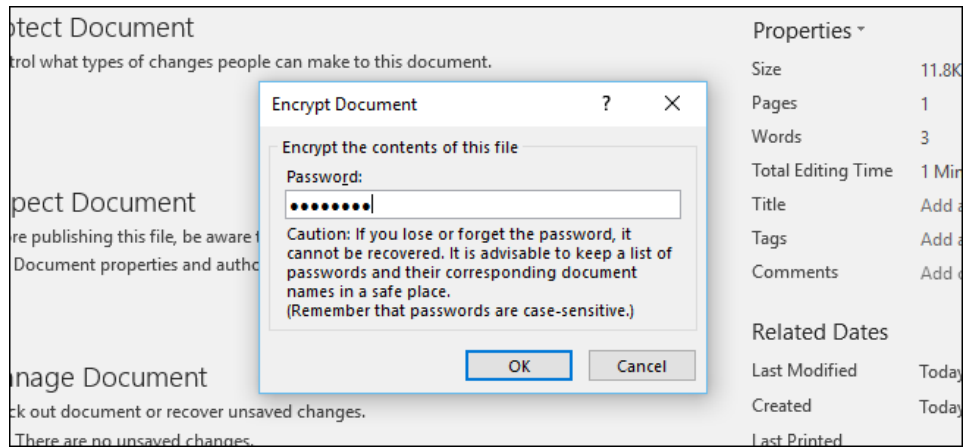 otect Document
trol what types of changes people can make to this document.
pect Document
re publishing this file, be aware t
Document properties and autho
nage Document
ck out document or recover unsaved changes.
There are no unsaved changes.
Encrypt Document
?
Encrypt the contents of this file
Password:
••••••••
Caution: If you lose or forget the password, it
cannot be recovered. It is advisable to keep a list of
passwords and their corresponding document
names in a safe place.
(Remember that passwords are case-sensitive.)
OK Cancel
Properties
Size 11.8K
Pages 1
Words 3
Total Editing Time 1 Min
Title Add a
Tags Add a
Comments Add c
Related Dates
Last Modified Today
Created Today
Last Printed